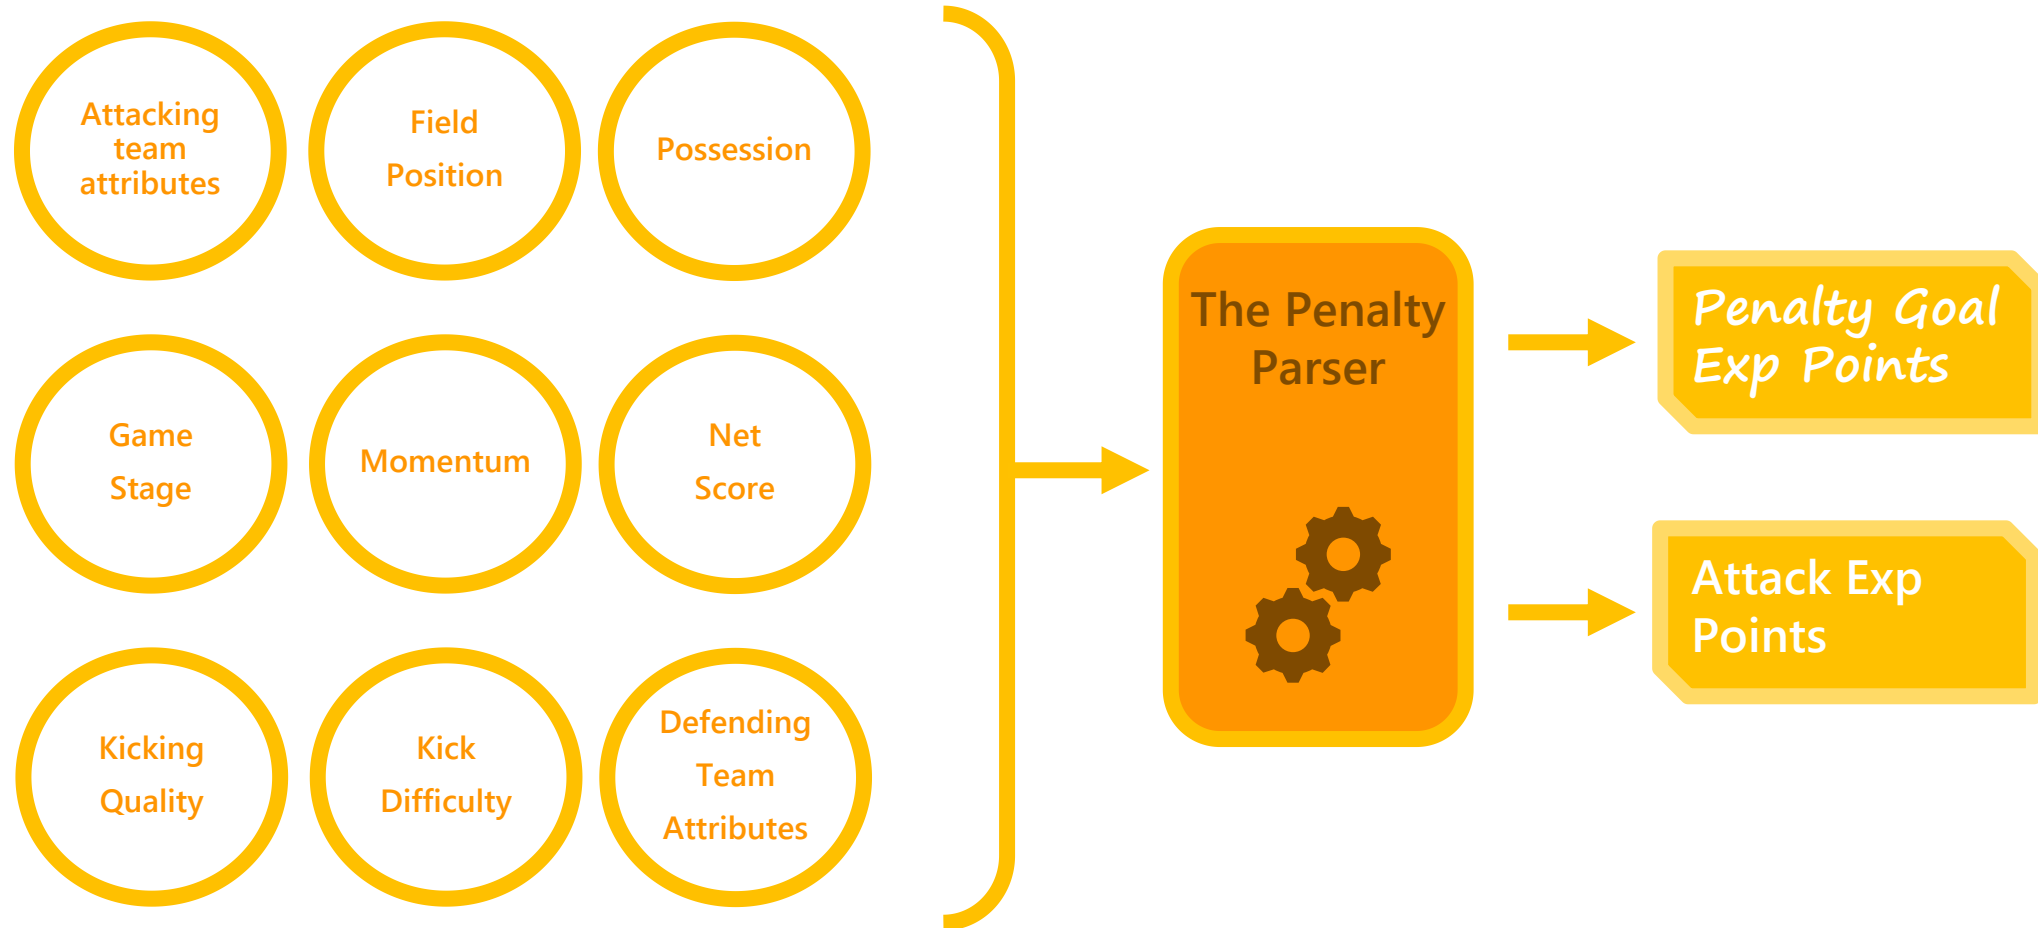 Attacking
team
attributes
Field
Position
Possession
Game
Stage
Momentum
Net
Score
Kicking
Quality
Kick
Difficulty
Defending
Team
Attributes
The Penalty
Parser
Penalty Goal
Exp Points
Attack Exp
Points